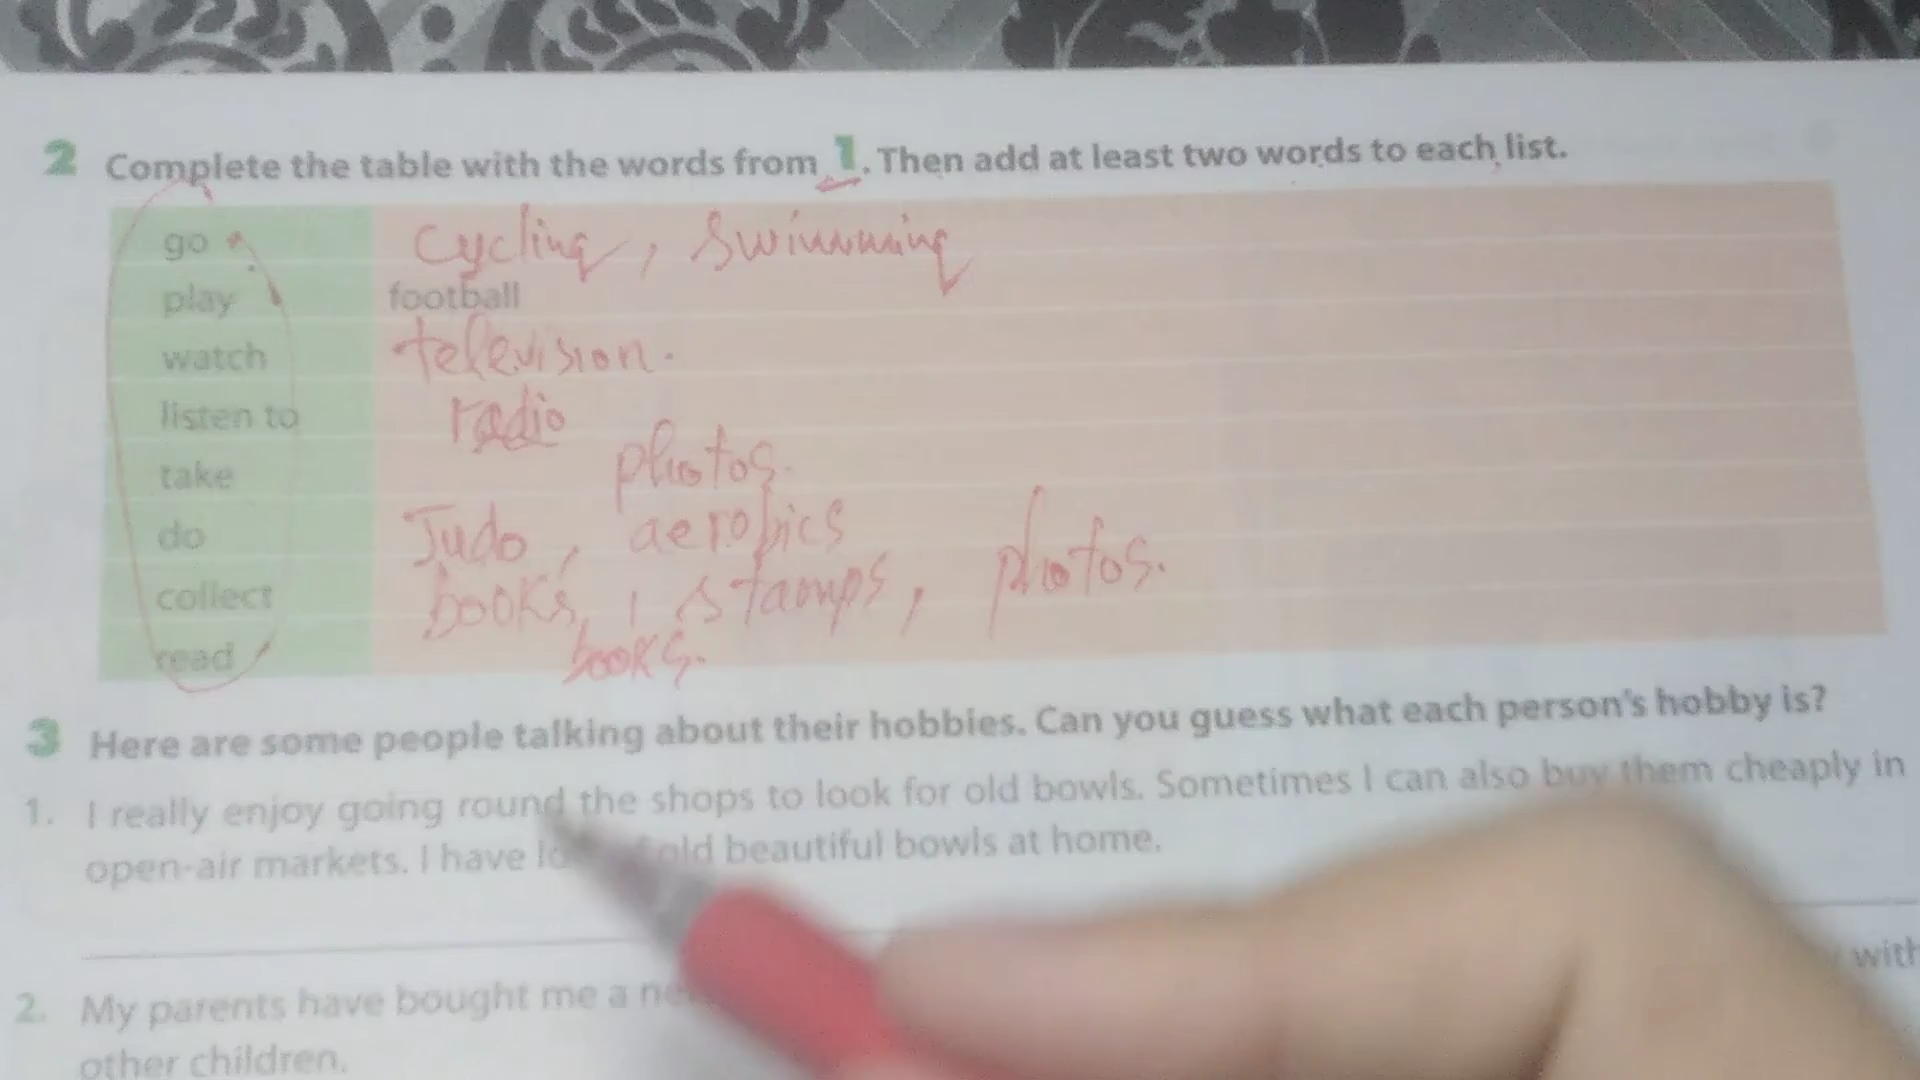 2 Complete the table with the words from 1. Then add at least two words to each list.
go cycling, swimming
play football
watch television.
listen to radio
take photos.
do Judo, aerobics
collect books, stamps, photos.
read books.
3 Here are some people talking about their hobbies. Can you guess what each person's hobby is?
1. I really enjoy going round the shops to look for old bowls. Sometimes I can also buy them cheaply in
open-air markets. I have old beautiful bowls at home.
2. My parents have bought me a with
other children.